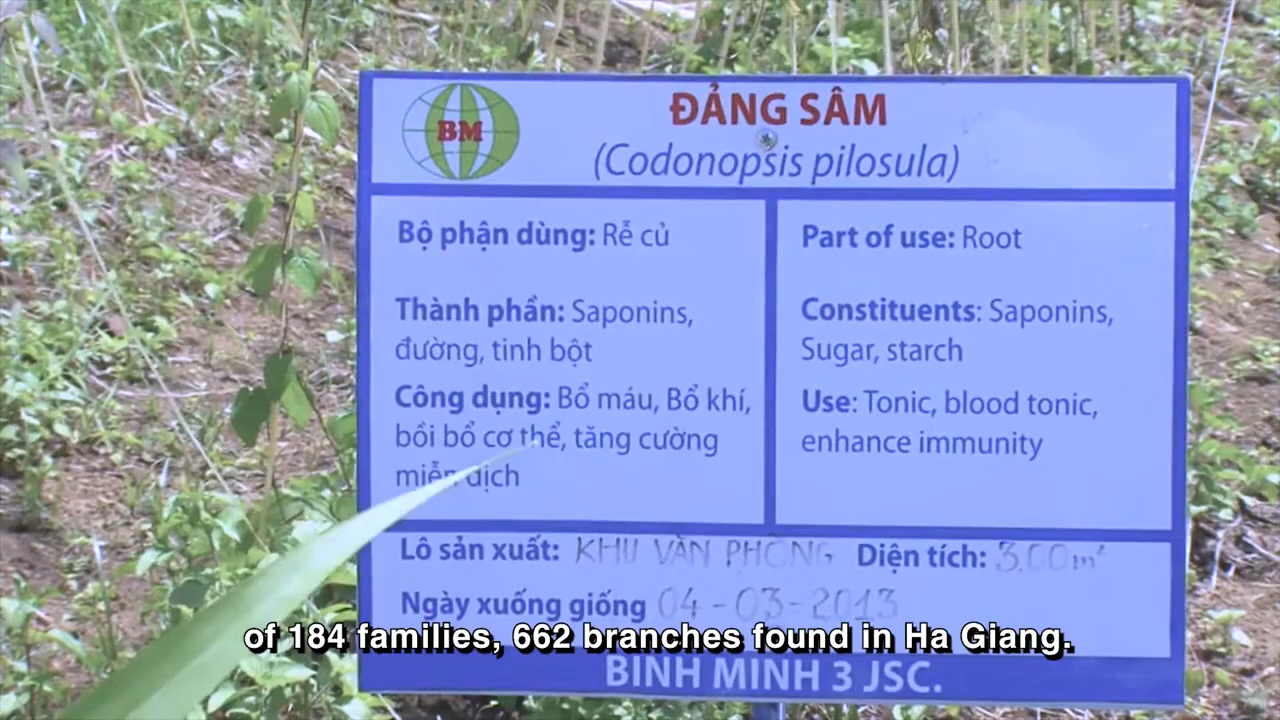 BM
ĐẢNG SÂM
(Codonopsis pilosula)
Bộ phận dùng: Rễ củ
Thành phần: Saponins,
đường, tinh bột
Công dụng: Bổ máu, Bổ khí,
bồi bổ cơ thể, tăng cường
miễn dịch
Part of use: Root
Constituents: Saponins,
Sugar, starch
Use: Tonic, blood tonic,
enhance immunity
Lô sản xuất: KHU VĂN PHÒNG Diện tích: 3,00m²
Ngày xuống giống 04-03-2013
of 184 families, 662 branches found in Ha Giang.
BÌNH MINH 3 JSC.